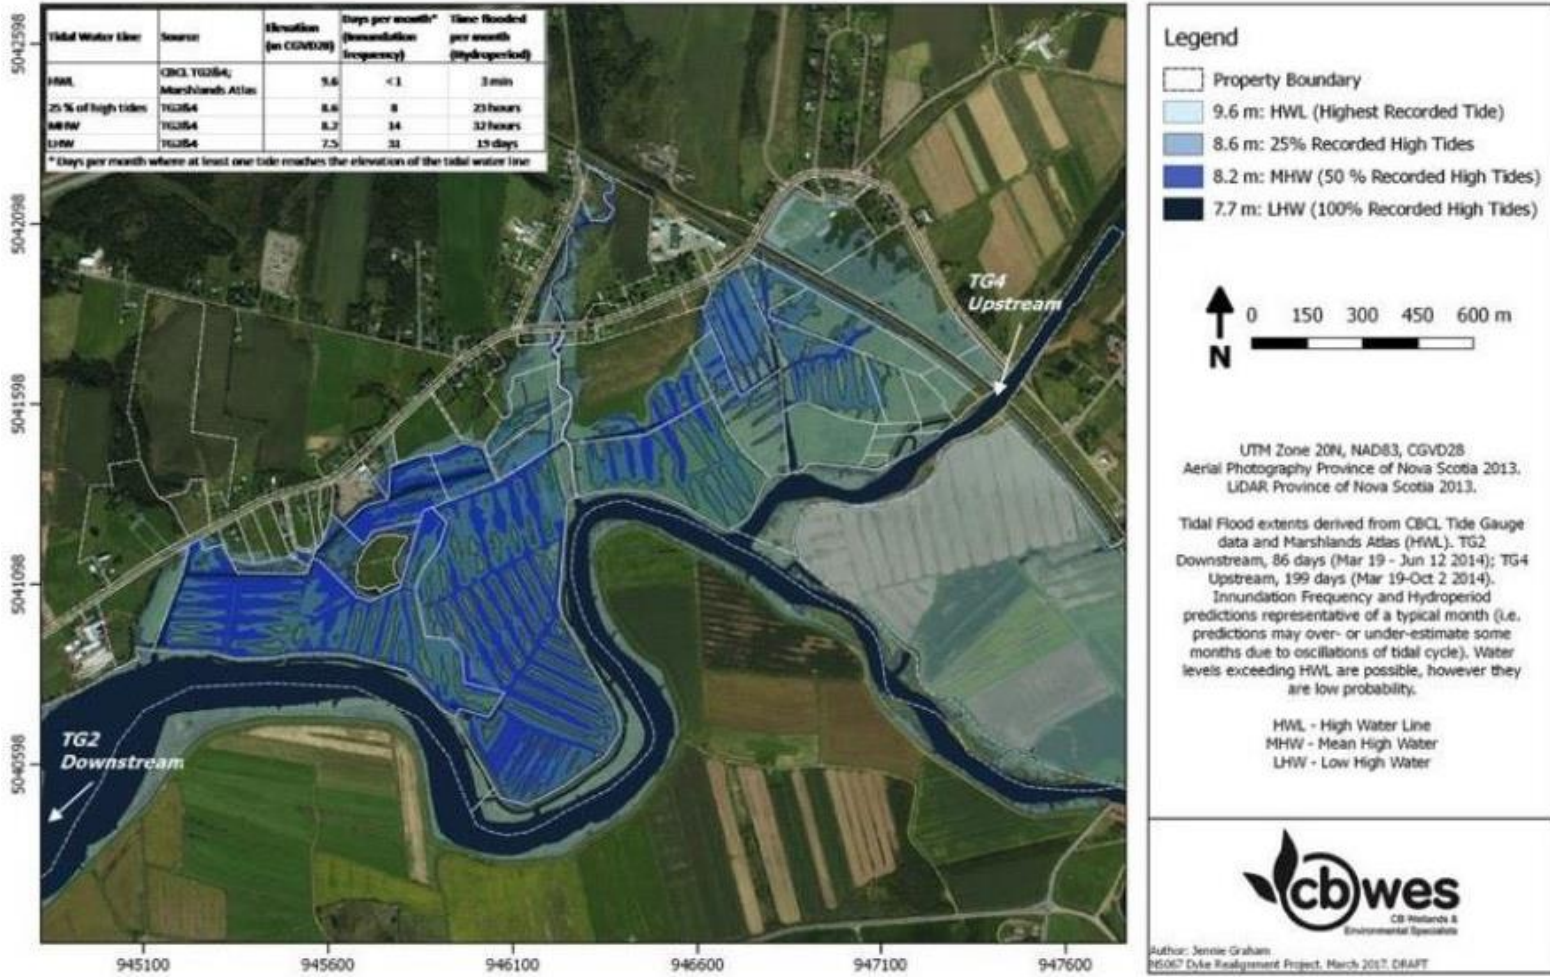 Tidal Water Line Source Elevation (m CGVD28) Days per month* (Inundation frequency) Time flooded per month (Hydroperiod)
HWL CBCL TG2&4; Marshlands Atlas 9.6 <1 3 min
25 % of high tides TG2&4 8.6 8 23 hours
MHW TG2&4 8.2 14 32 hours
LHW TG2&4 7.5 31 19 days
* Days per month where at least one tide reaches the elevation of the tidal water line
TG4
Upstream
TG2
Downstream
5042598
5042098
5041598
5041098
5040598
945100 945600 946100 946600 947100 947600
Legend
Property Boundary
9.6 m: HWL (Highest Recorded Tide)
8.6 m: 25% Recorded High Tides
8.2 m: MHW (50 % Recorded High Tides)
7.7 m: LHW (100% Recorded High Tides)
N
0 150 300 450 600 m
UTM Zone 20N, NAD83, CGVD28
Aerial Photography Province of Nova Scotia 2013.
LiDAR Province of Nova Scotia 2013.
Tidal Flood extents derived from CBCL Tide Gauge
data and Marshlands Atlas (HWL). TG2
Downstream, 86 days (Mar 19 - Jun 12 2014); TG4
Upstream, 199 days (Mar 19-Oct 2 2014).
Innundation Frequency and Hydroperiod
predictions representative of a typical month (i.e.
predictions may over- or under-estimate some
months due to oscillations of tidal cycle). Water
levels exceeding HWL are possible, however they
are low probability.
HWL - High Water Line
MHW - Mean High Water
LHW - Low High Water
cbwes
CB Wetlands &
Environmental Specialists
Author: Jennie Graham
NS067 Dyke Realignment Project. March 2017. DRAFT